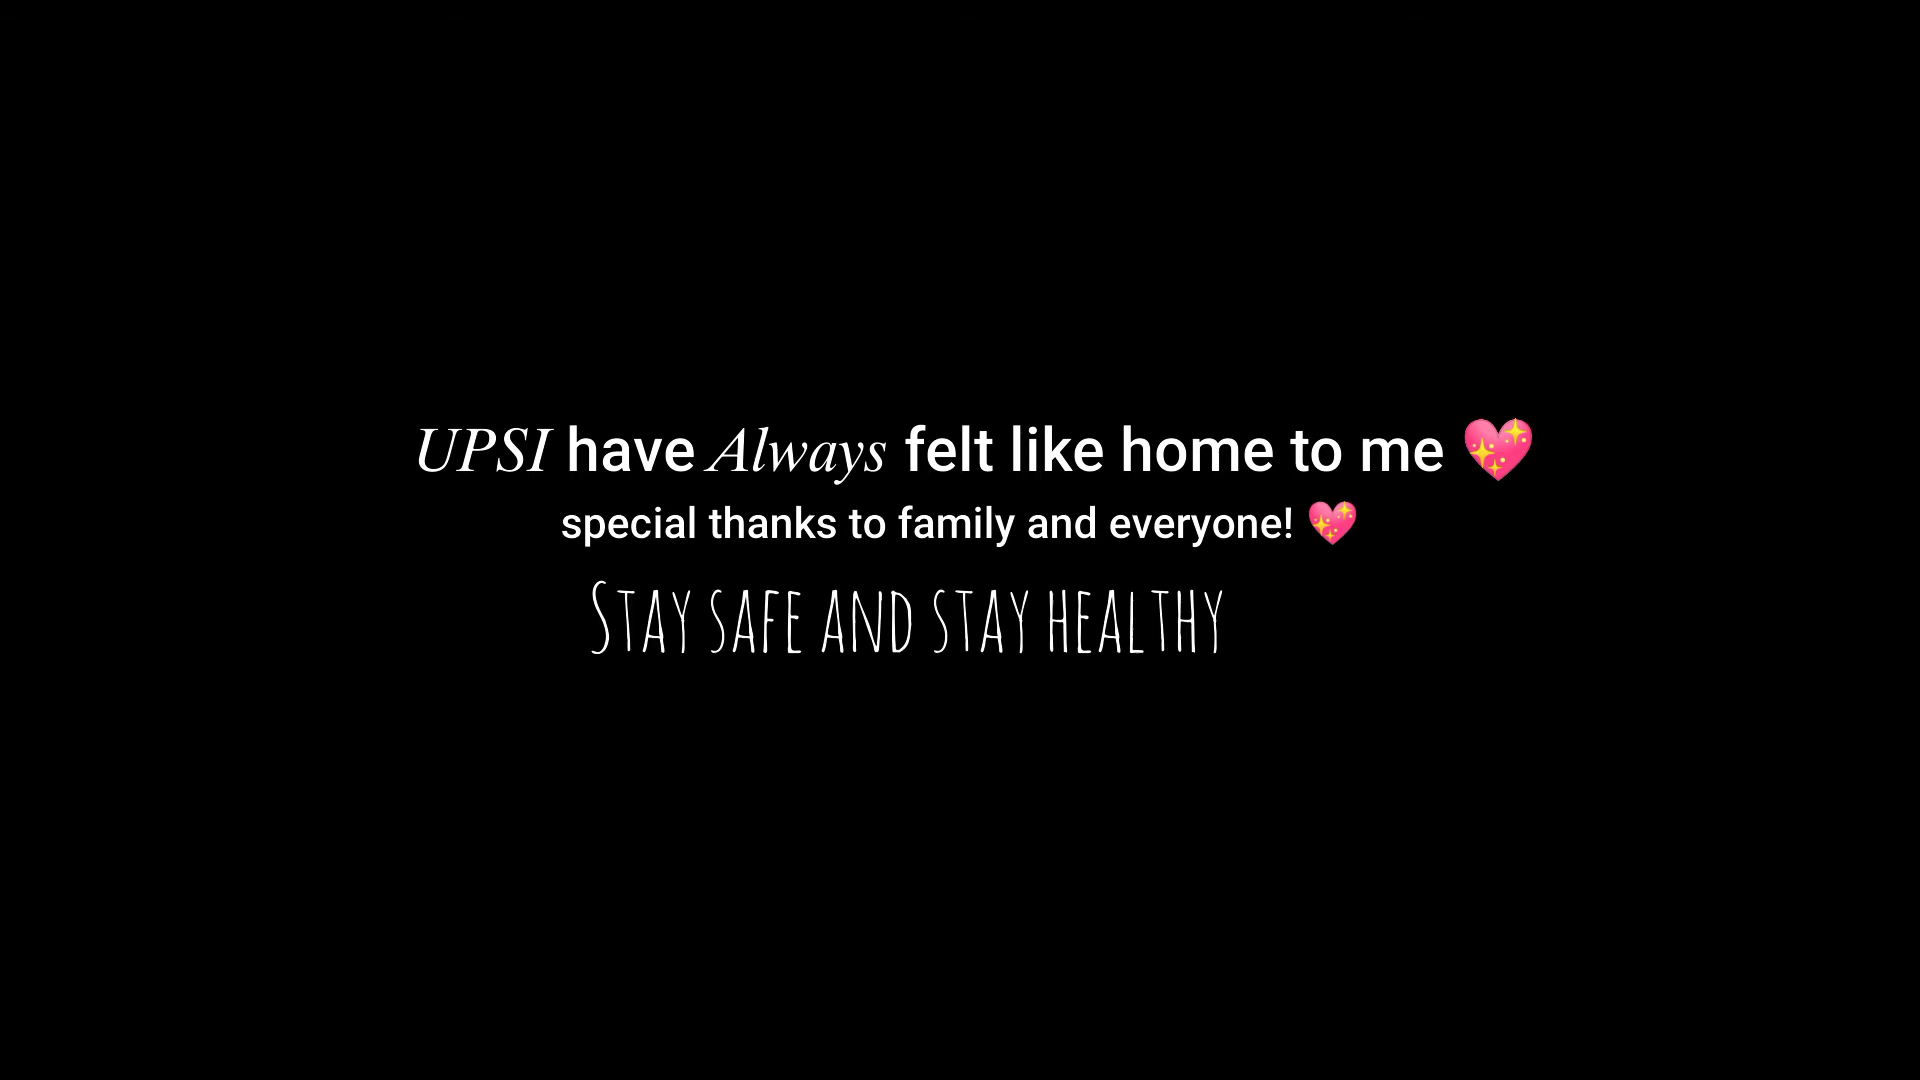 UPSI have Always felt like home to me 💖
special thanks to family and everyone! 💖
Stay safe and stay healthy